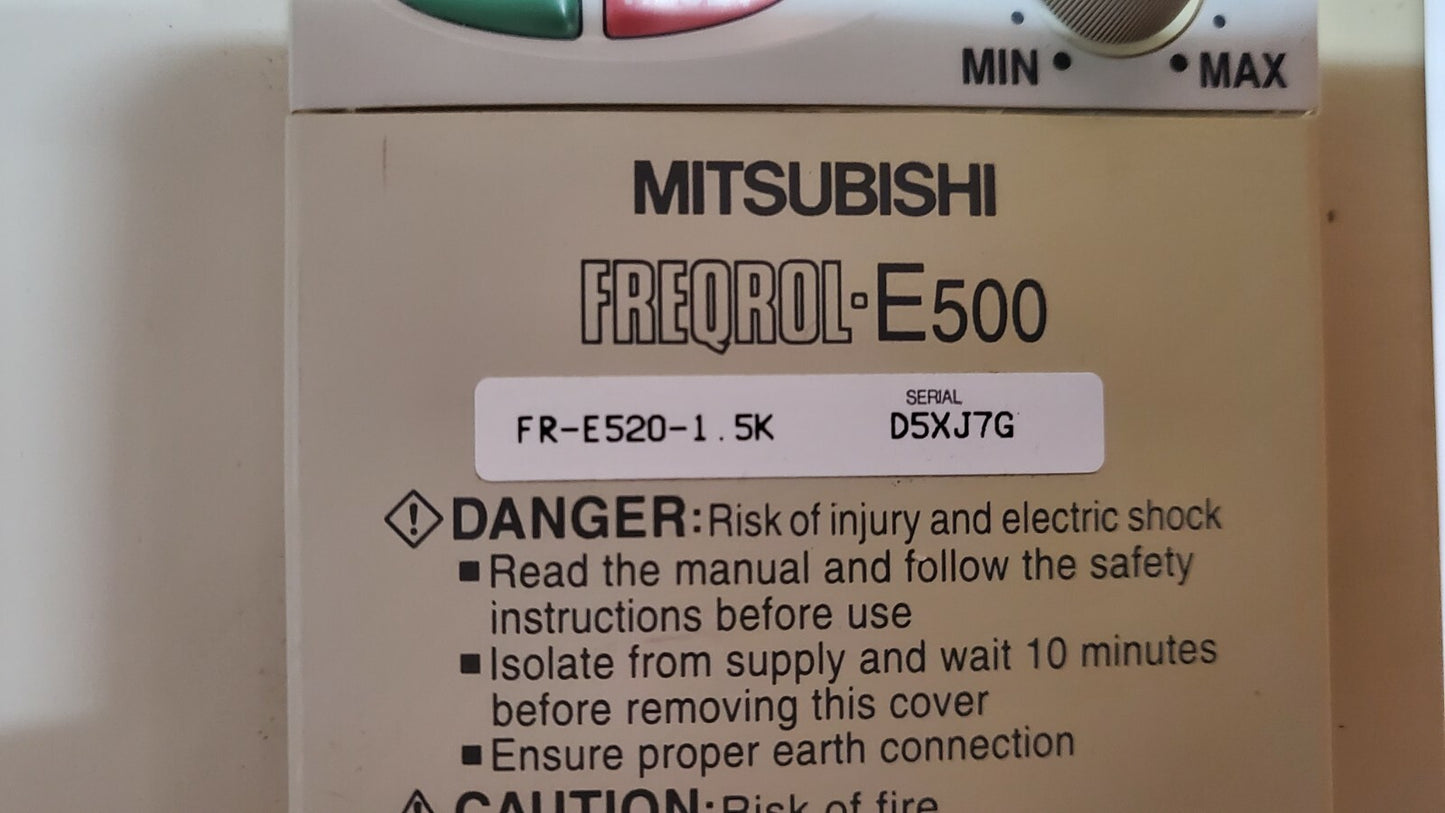 MIN MAX
MITSUBISHI
FREQROL-E500
SERIAL
FR-E520-1.5K D5XJ7G
DANGER: Risk of injury and electric shock
■ Read the manual and follow the safety
instructions before use
■ Isolate from supply and wait 10 minutes
before removing this cover
■ Ensure proper earth connection
CAUTION: Risk of fire